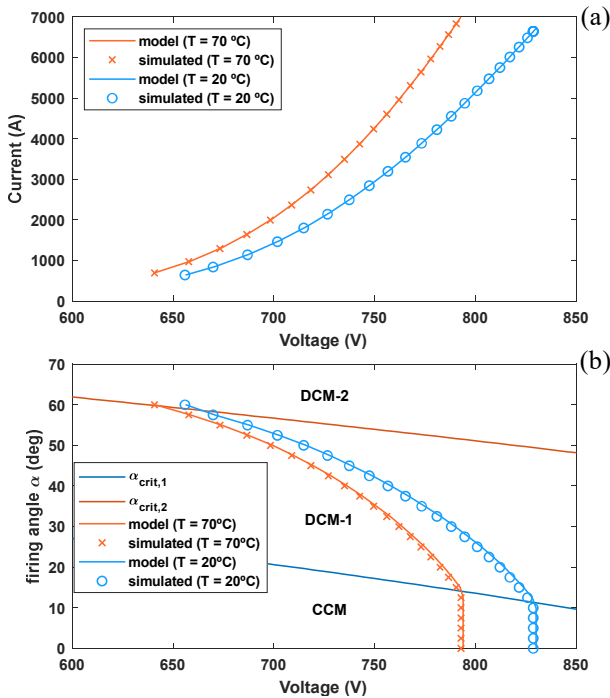 (a)
7000
6000
5000
4000
3000
2000
1000
0
Current (A)
model (T = 70 ºC)
simulated (T = 70 ºC)
model (T = 20 ºC)
simulated (T = 20 ºC)
600
650
700
750
800
850
Voltage (V)
(b)
70
60
50
40
30
20
10
0
firing angle α (deg)
DCM-2
DCM-1
CCM
αcrit,1
αcrit,2
model (T = 70ºC)
simulated (T = 70ºC)
model (T = 20ºC)
simulated (T = 20ºC)
600
650
700
750
800
850
Voltage (V)